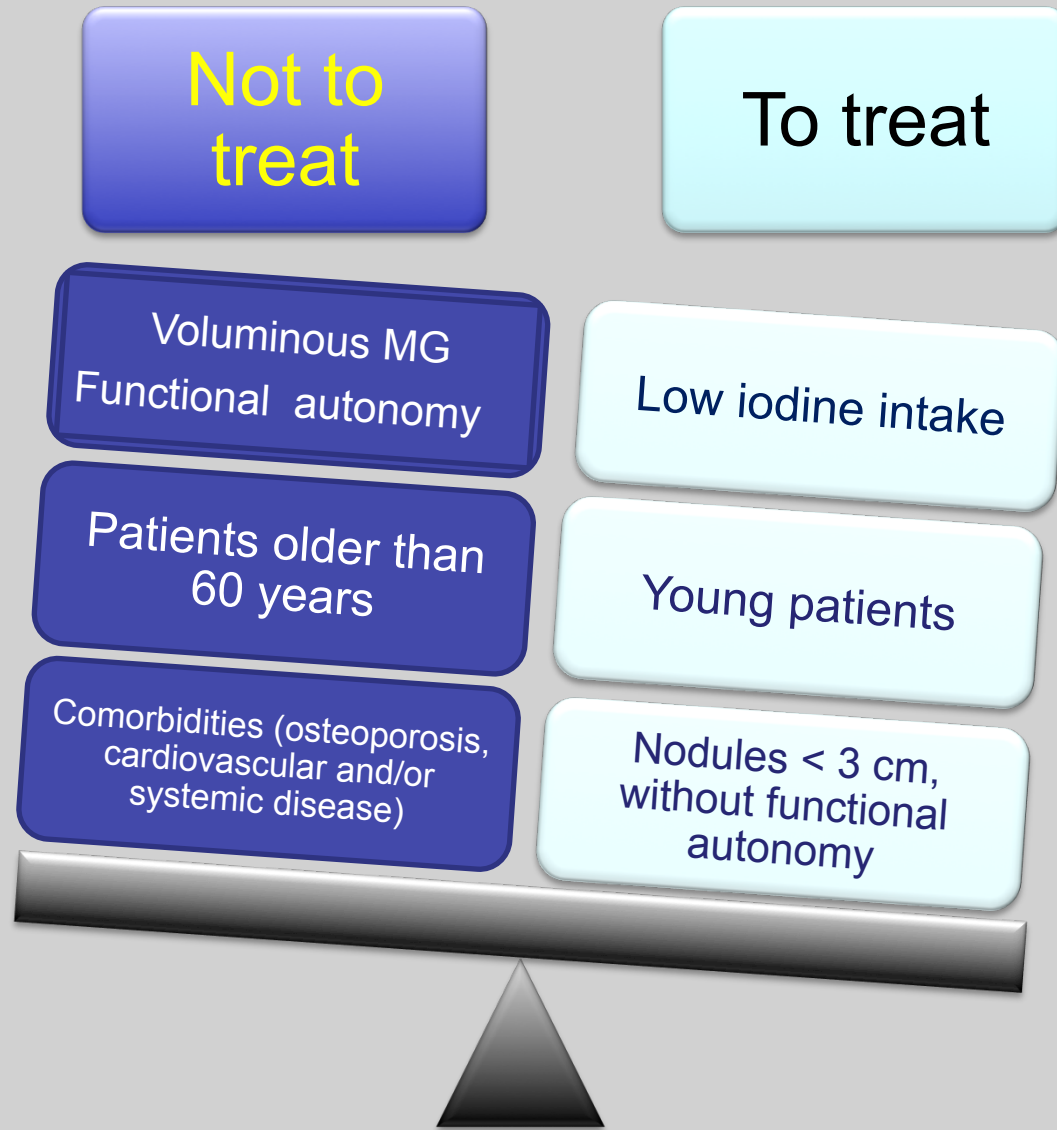 Not to
treat
To treat
Voluminous MG
Functional autonomy
Low iodine intake
Patients older than
60 years
Young patients
Comorbidities (osteoporosis,
cardiovascular and/or
systemic disease)
Nodules < 3 cm,
without functional
autonomy